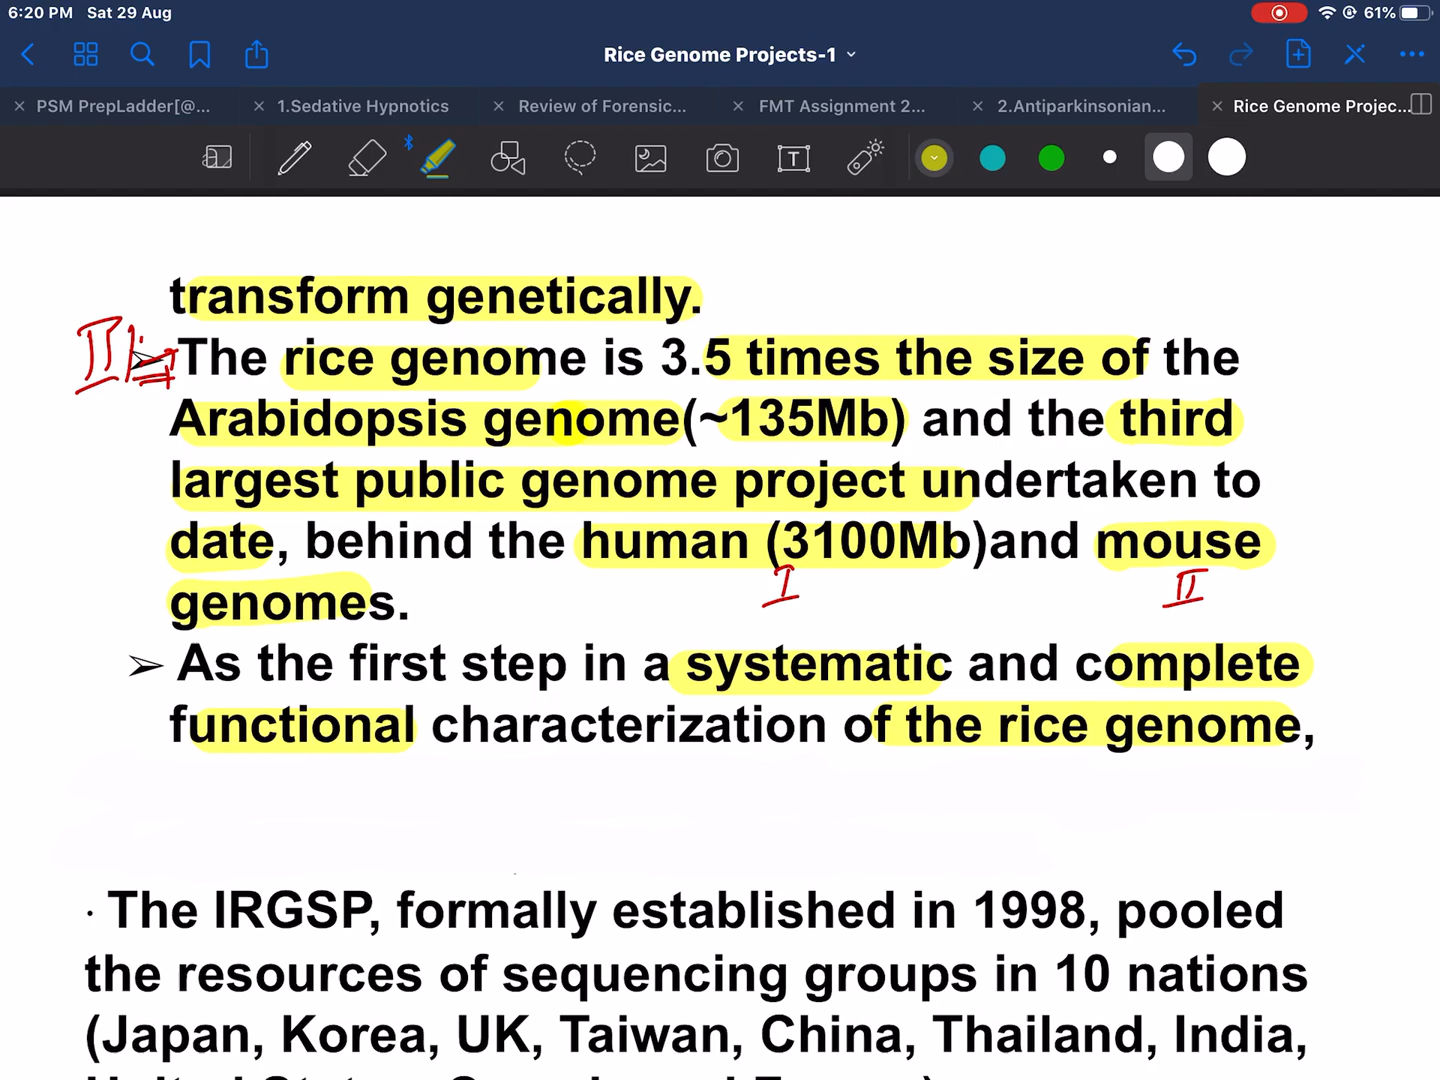 6:20 PM Sat 29 Aug 61%
Rice Genome Projects-1
PSM PrepLadder[@... 1.Sedative Hypnotics Review of Forensic... FMT Assignment 2... 2.Antiparkinsonian... Rice Genome Projec...
T
transform genetically.
➢ The rice genome is 3.5 times the size of the
Arabidopsis genome(~135Mb) and the third
largest public genome project undertaken to
date, behind the human (3100Mb)and mouse
I II
genomes.
➢ As the first step in a systematic and complete
functional characterization of the rice genome,
· The IRGSP, formally established in 1998, pooled
the resources of sequencing groups in 10 nations
(Japan, Korea, UK, Taiwan, China, Thailand, India,